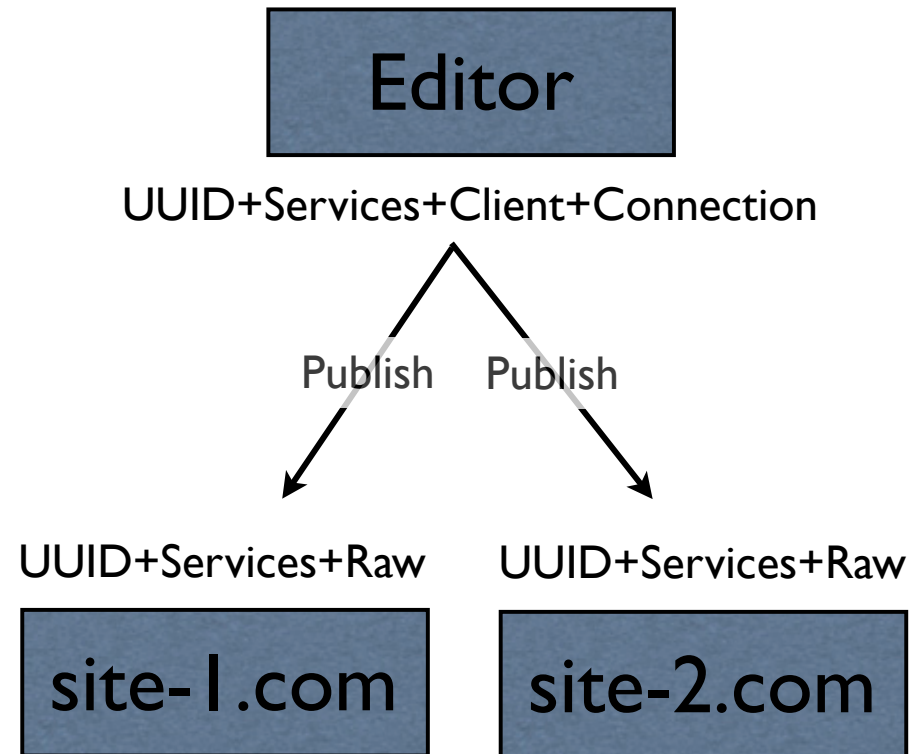 Editor
UUID+Services+Client+Connection
Publish
Publish
UUID+Services+Raw
UUID+Services+Raw
site-1.com
site-2.com